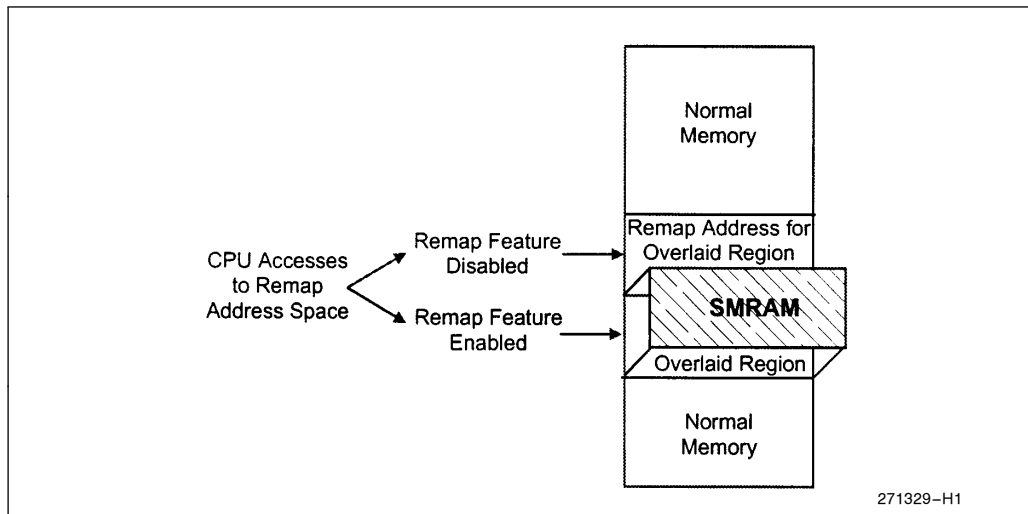 Normal
Memory
Remap Address for
Overlaid Region
Remap Feature
Disabled
CPU Accesses
to Remap
Address Space
SMRAM
Remap Feature
Enabled
Overlaid Region
Normal
Memory
271329-H1